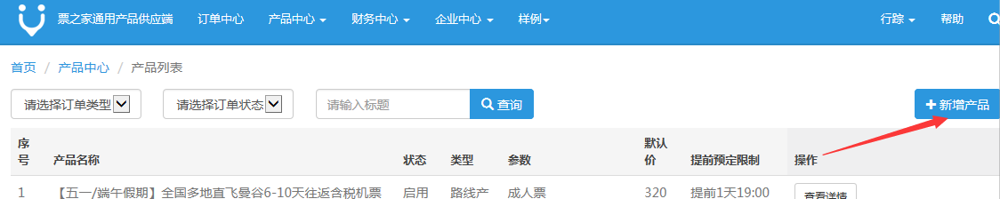 票之家通用产品供应端 订单中心 产品中心 财务中心 企业中心 样例 行踪 帮助
首页 / 产品中心 / 产品列表
请选择订单类型 请选择订单状态 请输入标题 查询 新增产品
序号 产品名称 状态 类型 参数 默认价 提前预定限制 操作
1 【五一/端午假期】全国多地直飞曼谷6-10天往返含税机票 启用 路线产 成人票 320 提前1天19:00 查看详情